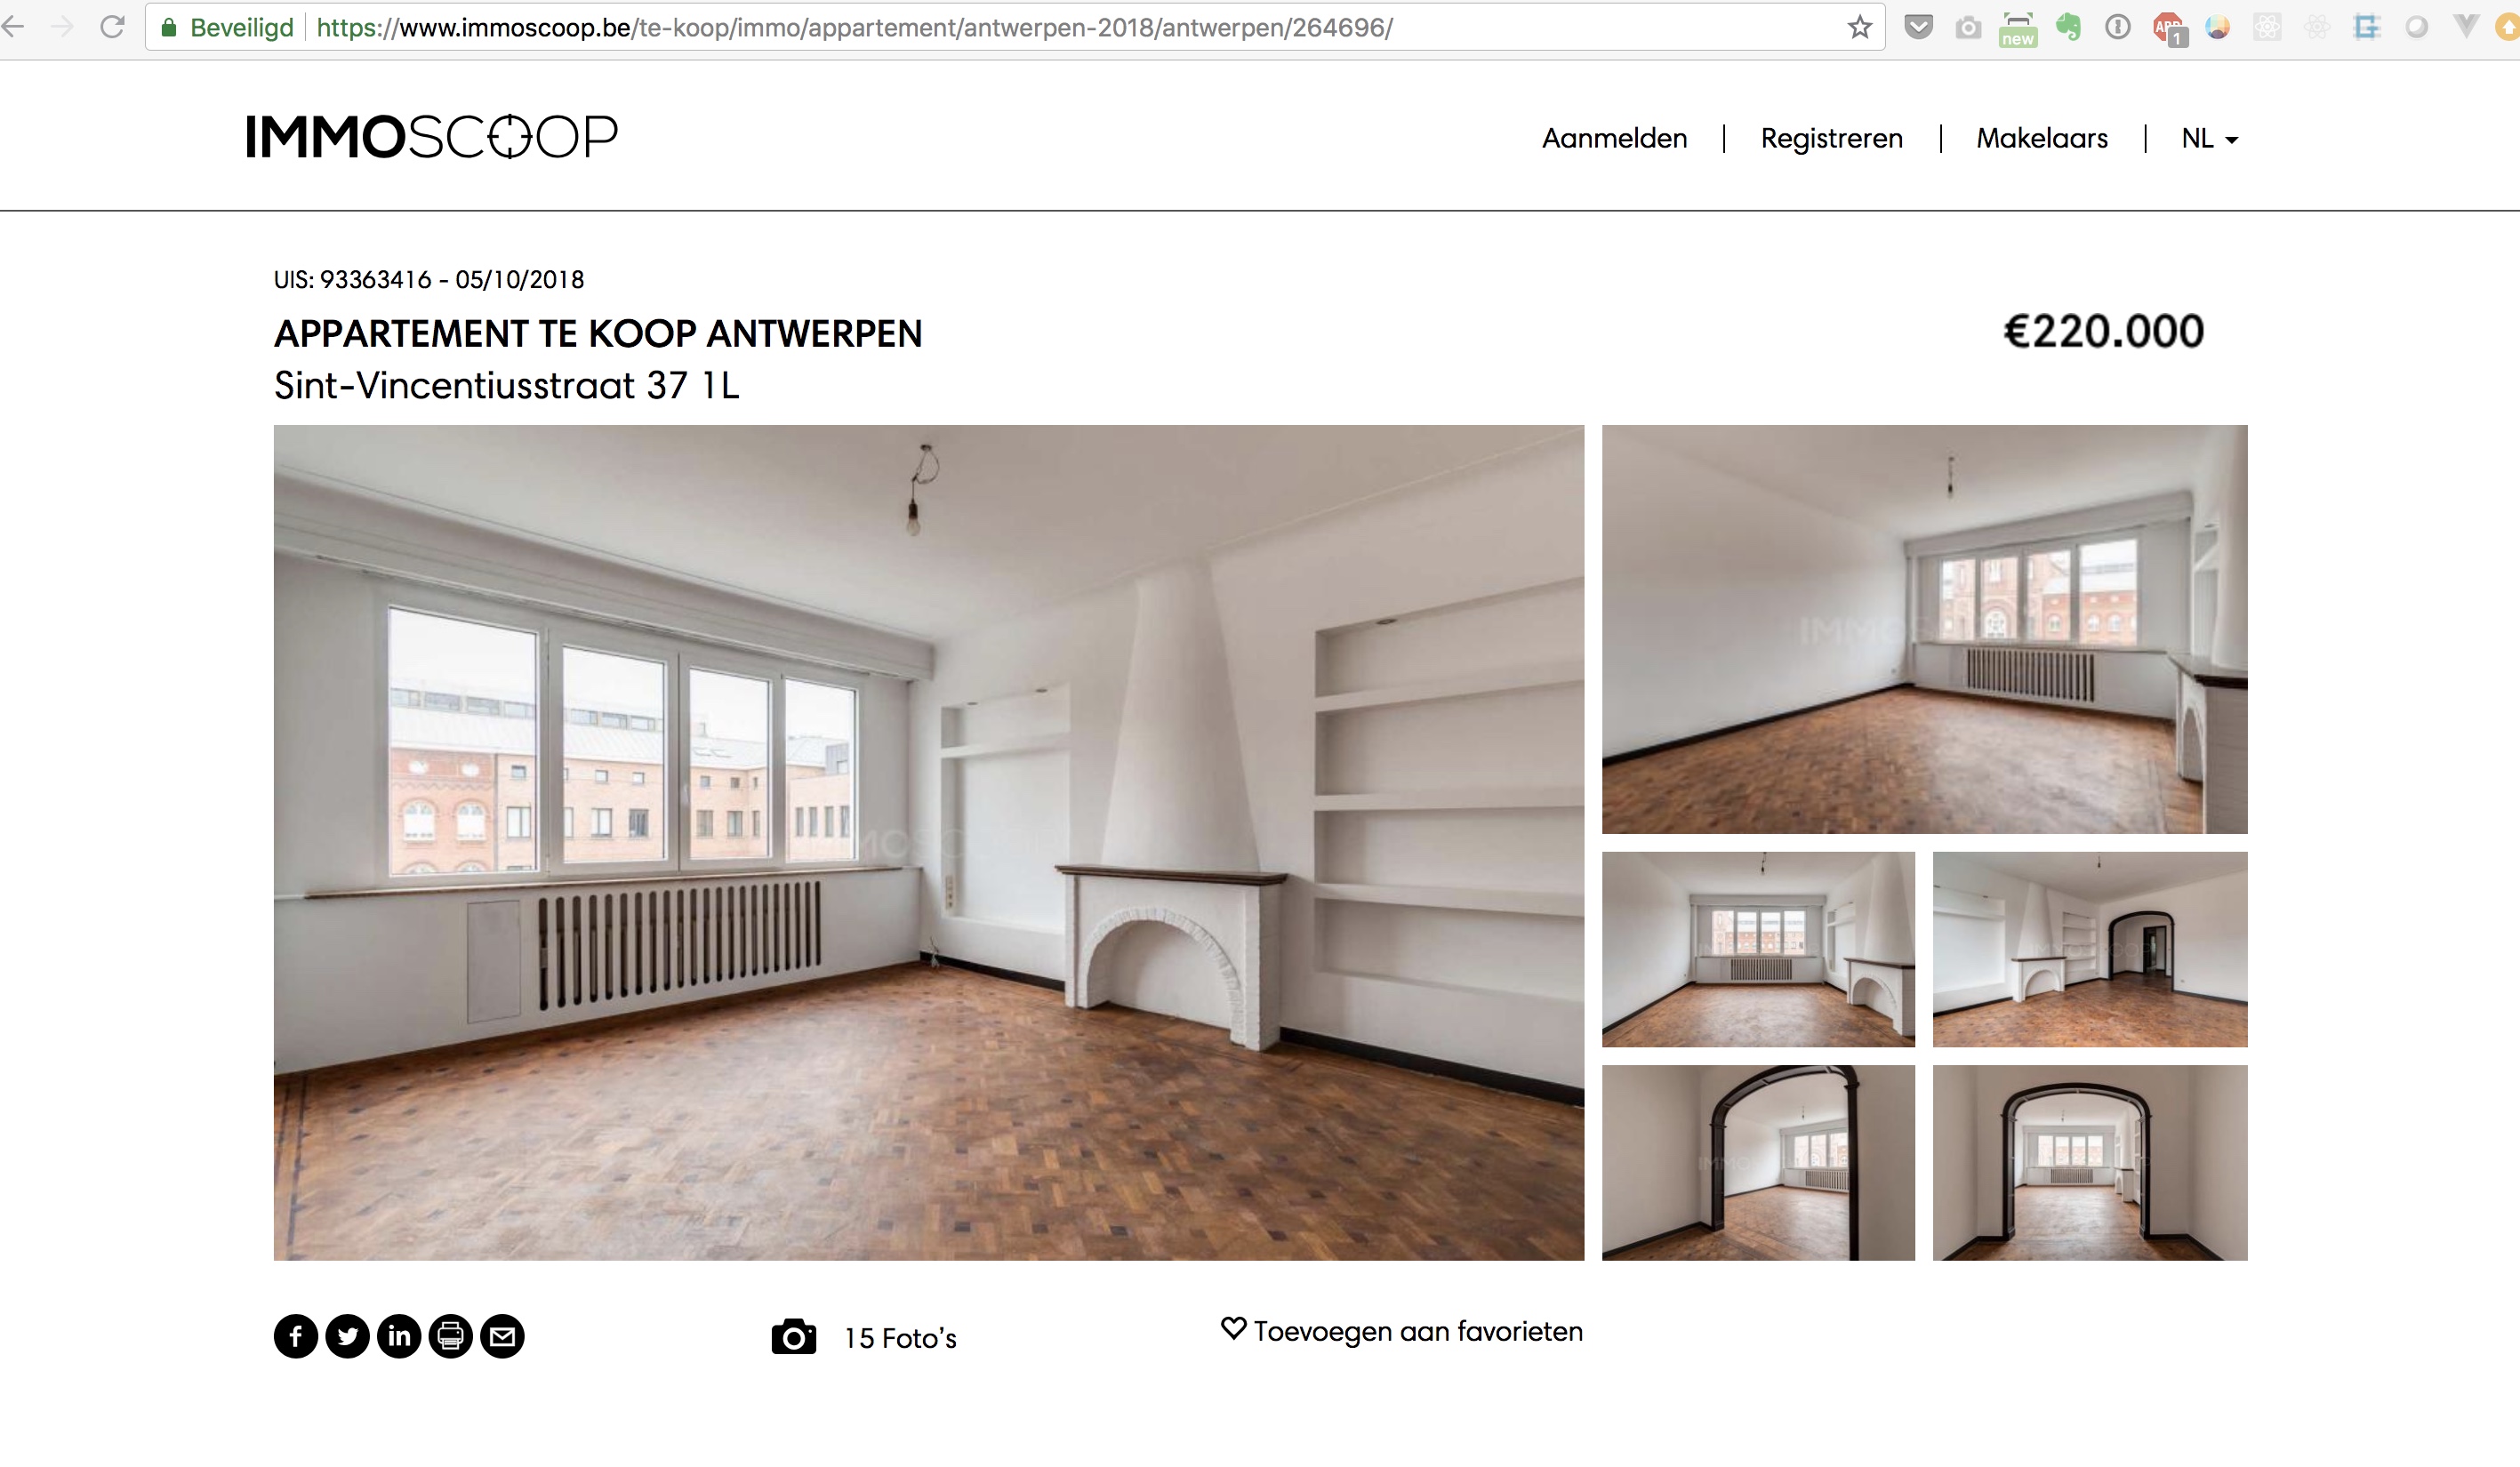 Beveiligd https://www.immoscoop.be/te-koop/immo/appartement/antwerpen-2018/antwerpen/264696/
new
ABP
1
IMMOSCOOP
Aanmelden | Registreren | Makelaars | NL
UIS: 93363416 - 05/10/2018
APPARTEMENT TE KOOP ANTWERPEN
€220.000
Sint-Vincentiusstraat 37 1L
15 Foto's
Toevoegen aan favorieten